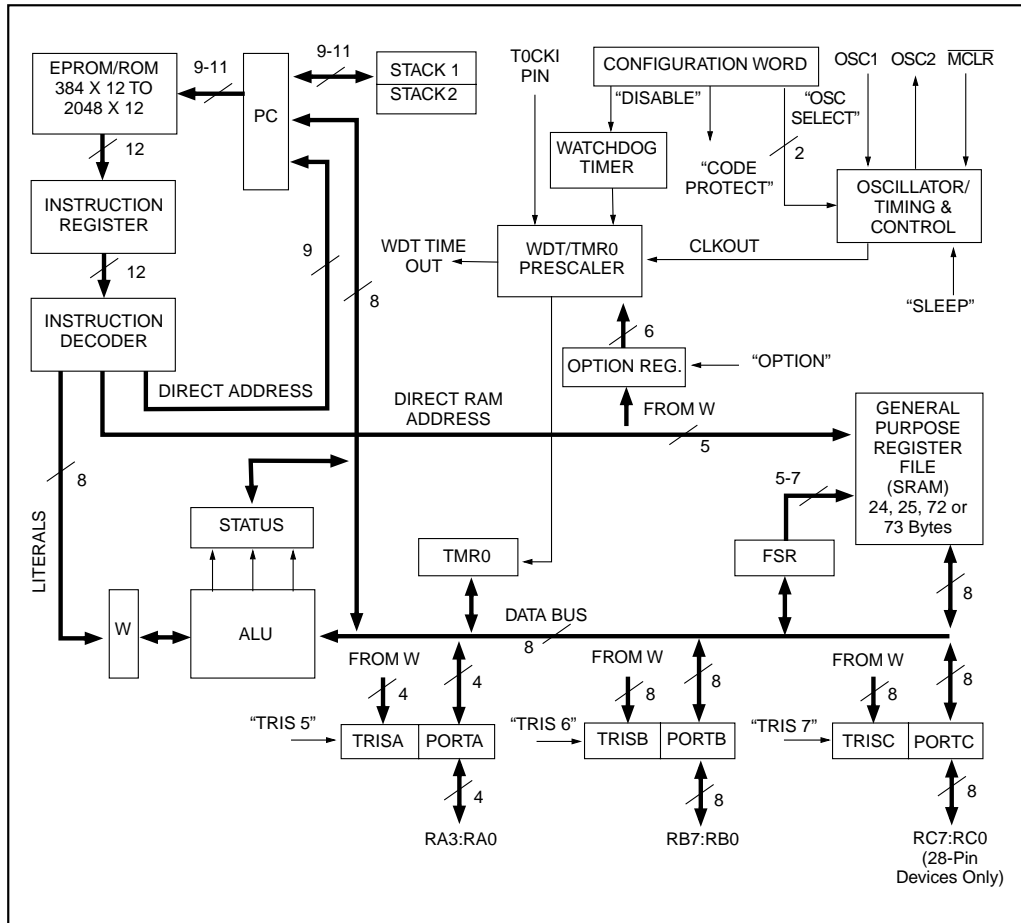 EPROM/ROM
384 X 12 TO
2048 X 12
9-11
PC
9-11
STACK 1
STACK2
T0CKI
PIN
CONFIGURATION WORD
OSC1
OSC2
MCLR
“DISABLE”
“OSC
SELECT”
12
WATCHDOG
TIMER
“CODE
PROTECT”
2
INSTRUCTION
REGISTER
OSCILLATOR/
TIMING &
CONTROL
9
WDT TIME
OUT
WDT/TMR0
PRESCALER
CLKOUT
12
8
“SLEEP”
INSTRUCTION
DECODER
6
OPTION REG.
“OPTION”
DIRECT ADDRESS
DIRECT RAM
ADDRESS
FROM W
5
GENERAL
PURPOSE
REGISTER
FILE
(SRAM)
24, 25, 72 or
73 Bytes
8
LITERALS
5-7
STATUS
TMR0
FSR
8
W
ALU
DATA BUS
8
FROM W
4
4
FROM W
8
8
FROM W
8
8
“TRIS 5”
TRISA
PORTA
“TRIS 6”
TRISB
PORTB
“TRIS 7”
TRISC
PORTC
4
8
8
RA3:RA0
RB7:RB0
RC7:RC0
(28-Pin
Devices Only)